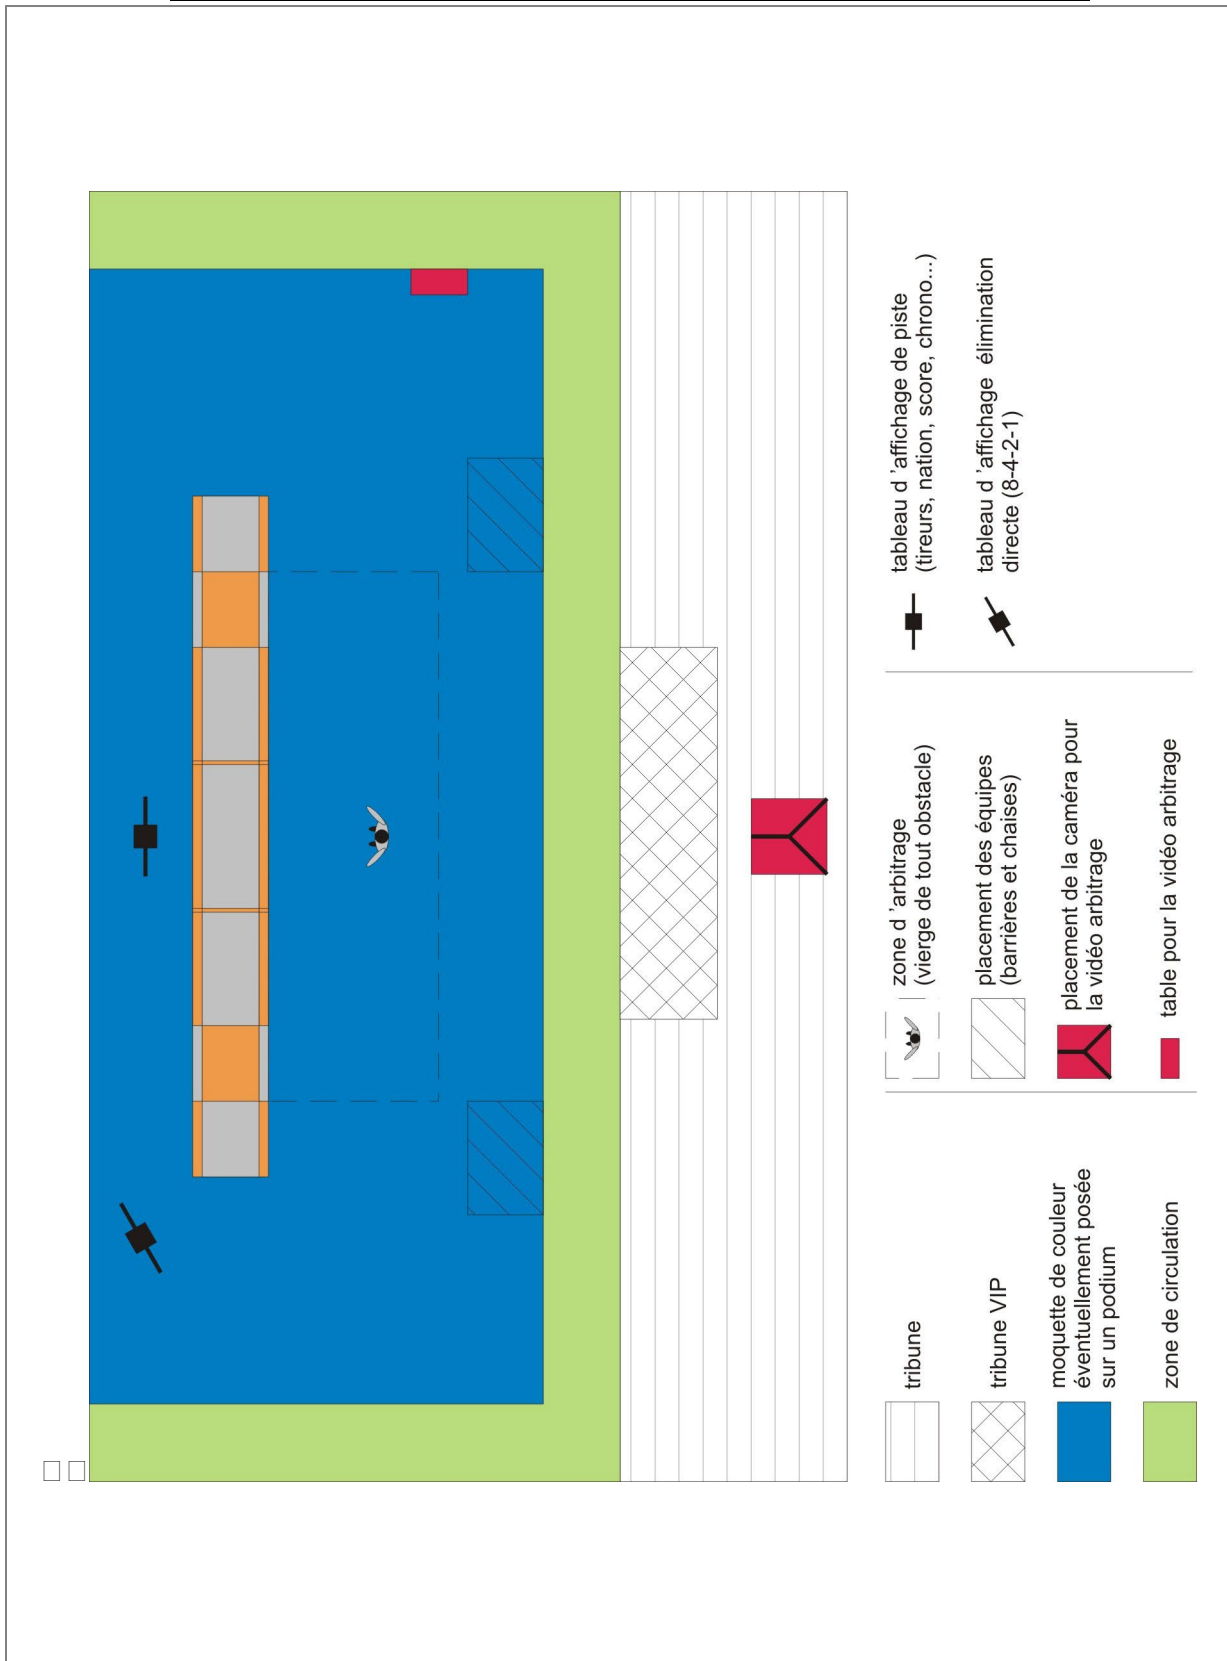 tribune
tribune VIP
moquette de couleur
éventuellement posée
sur un podium
zone de circulation
zone d 'arbitrage
(vierge de tout obstacle)
placement des équipes
(barrières et chaises)
placement de la caméra pour
la vidéo arbitrage
table pour la vidéo arbitrage
tableau d 'affichage de piste
(tireurs, nation, score, chrono...)
tableau d 'affichage élimination
directe (8-4-2-1)